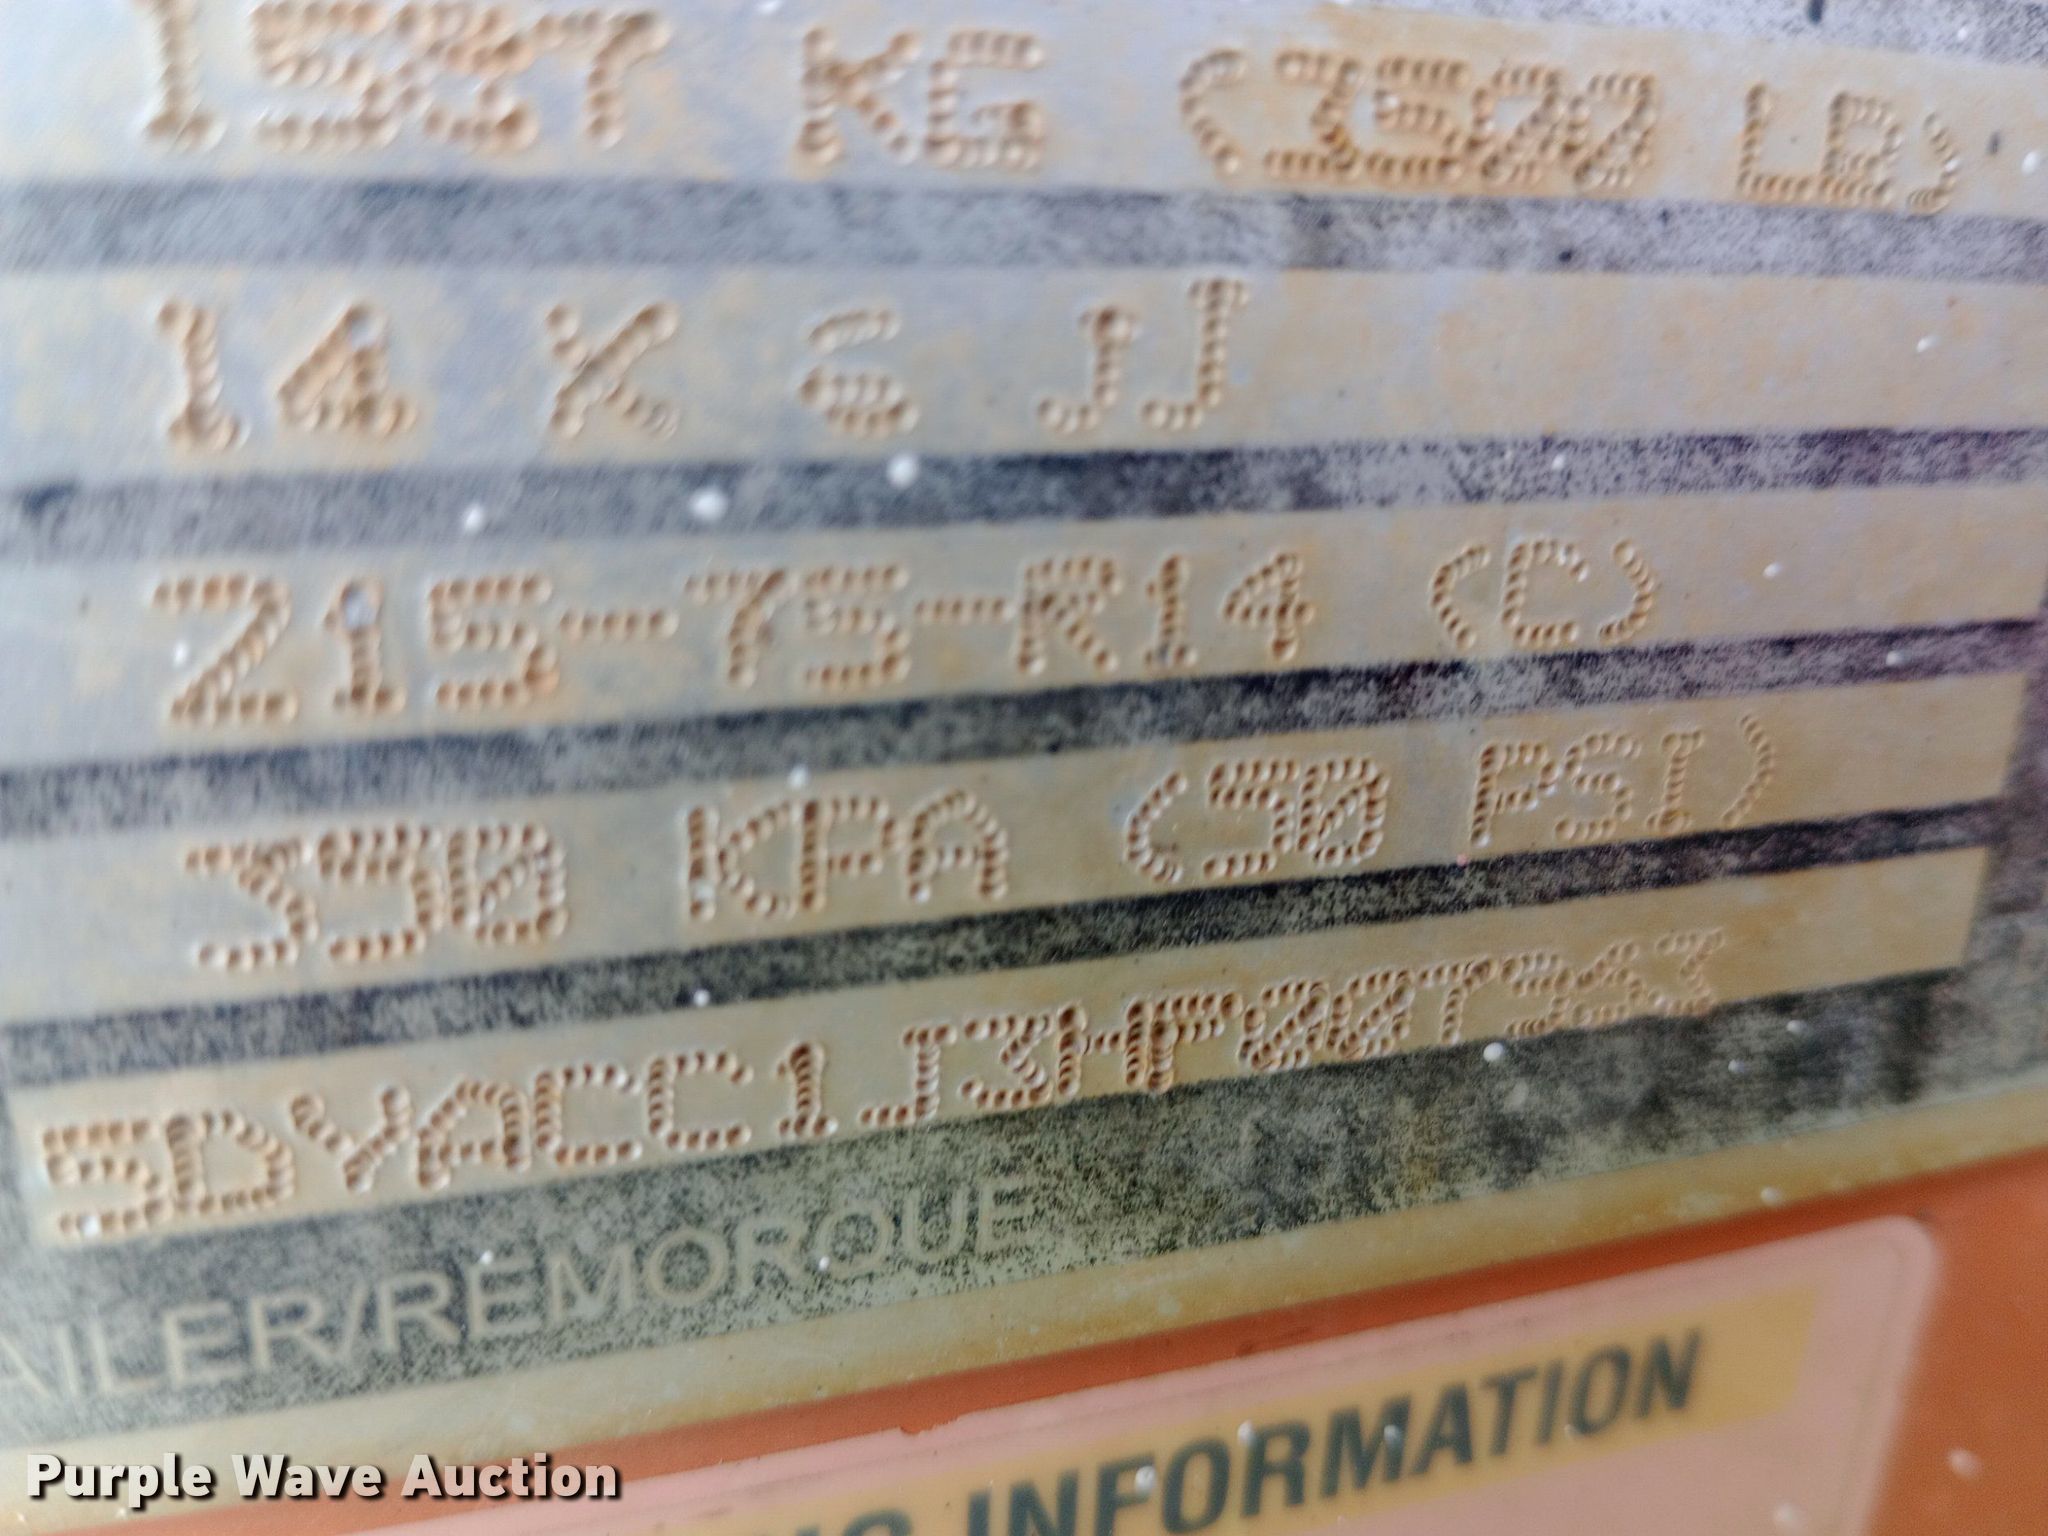 1587 KG (3500 LB)
14 X 6 JJ
215-75-R14 (C)
350 KPA (50 PSI)
5DYACC1J3HP007963
AILER/REMORQUE
INFORMATION
Purple Wave Auction